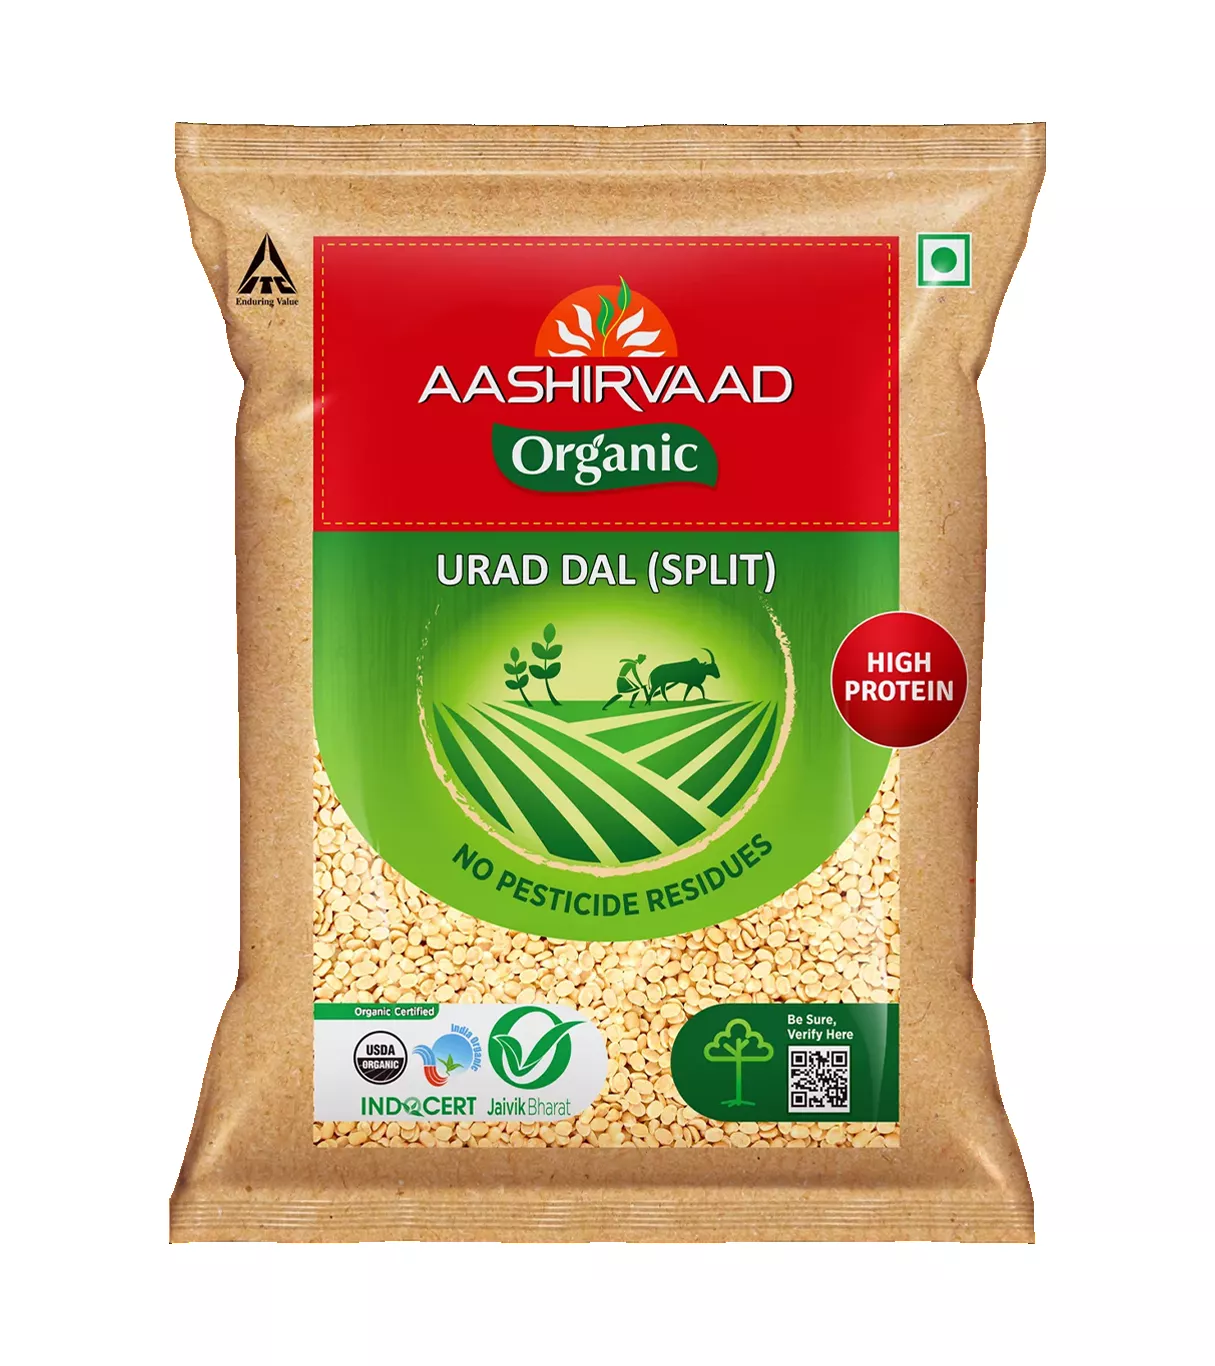 ITC
Enduring Value
AASHIRVAAD
Organic
URAD DAL (SPLIT)
HIGH
PROTEIN
NO PESTICIDE RESIDUES
Organic Certified
USDA
ORGANIC
India Organic
INDOCERT
Jaivik Bharat
Be Sure,
Verify Here